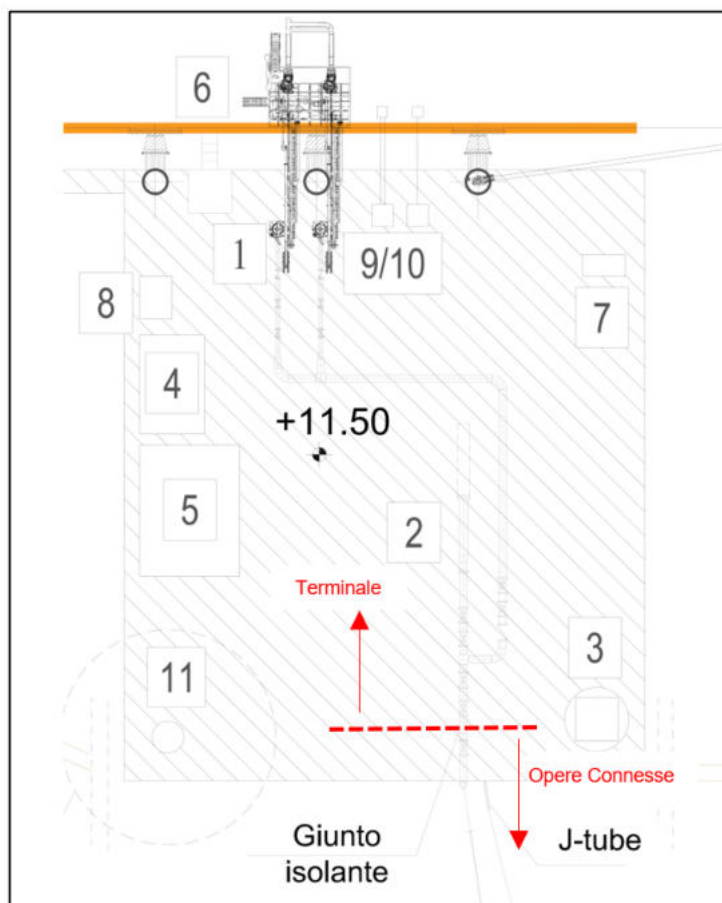 6
1
9/10
8
7
4
+11.50
5
2
Terminale
3
11
Opere Connesse
Giunto
isolante
J-tube